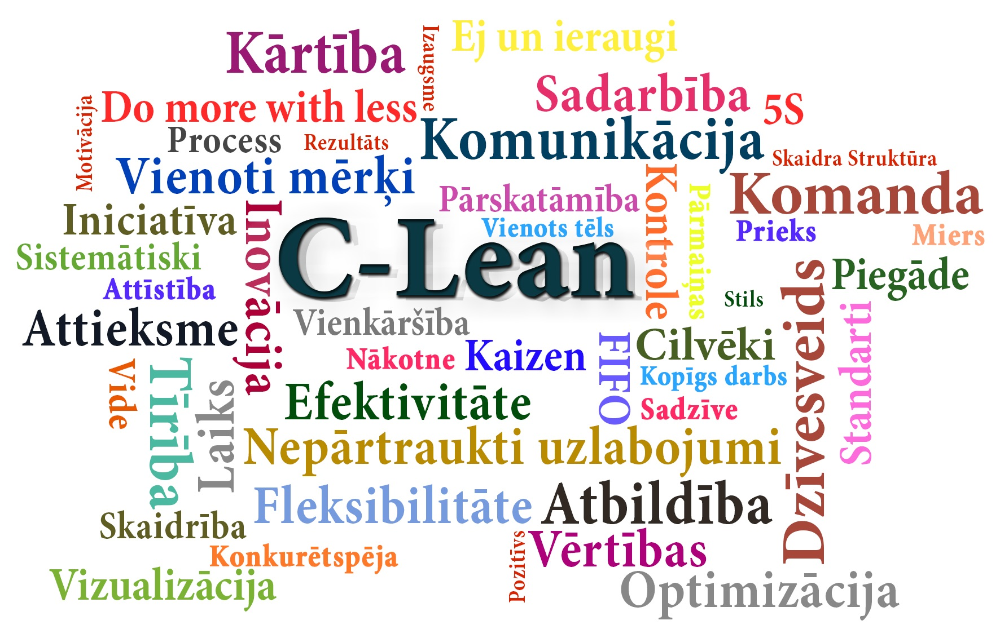 Kārtība
Izaugsme
Ej un ieraugi
Sadarbība
5S
Motivācija
Do more with less
Process
Rezultāts
Komunikācija
Skaidra Struktūra
Vienoti mērķi
Pārskatāmība
Kontrole
Pārmaiņas
Komanda
Iniciatīva
Inovācija
Vienots tēls
Prieks
Miers
C-Lean
Sistemātiski
Attīstība
Piegāde
Stils
Dzīvesveids
Standarti
Attieksme
Vienkāršība
Nākotne
Kaizen
FIFO
Cilvēki
Kopīgs darbs
Sadzīve
Vide
Tīrība
Laiks
Efektivitāte
Nepārtraukti uzlabojumi
Fleksibilitāte
Atbildība
Skaidrība
Konkurētspēja
Pozitīvs
Vērtības
Vizualizācija
Optimizācija